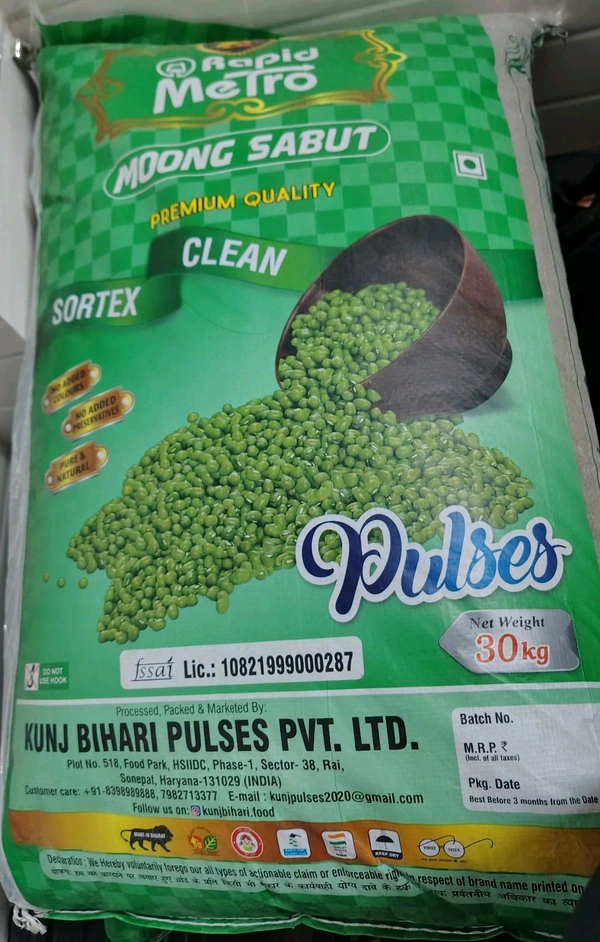 Rapid
Metro
MOONG SABUT
PREMIUM QUALITY
CLEAN
SORTEX
NO ADDED
COLOURS
NO ADDED
PRESERVATIVES
PURE &
NATURAL
Pulses
Net Weight
30kg
DO NOT
USE HOOK
fssai Lic.: 10821999000287
Processed, Packed & Marketed By:
KUNJ BIHARI PULSES PVT. LTD.
Plot No. 518, Food Park, HSIIDC, Phase-1, Sector- 38, Rai,
Sonepat, Haryana-131029 (INDIA)
Customer care: +91-8398989888, 7982713377 E-mail : kunjpulses2020@gmail.com
Follow us on: kunjbihari.food
Batch No.
M.R.P. ₹
(Incl. of all taxes)
Pkg. Date
Best Before 3 months from the Date
MAKE IN BHARAT
KEEP DRY
Declaration : We Hereby voluntarily forego our all types of actionable claim or enforceable right in respect of brand name printed on